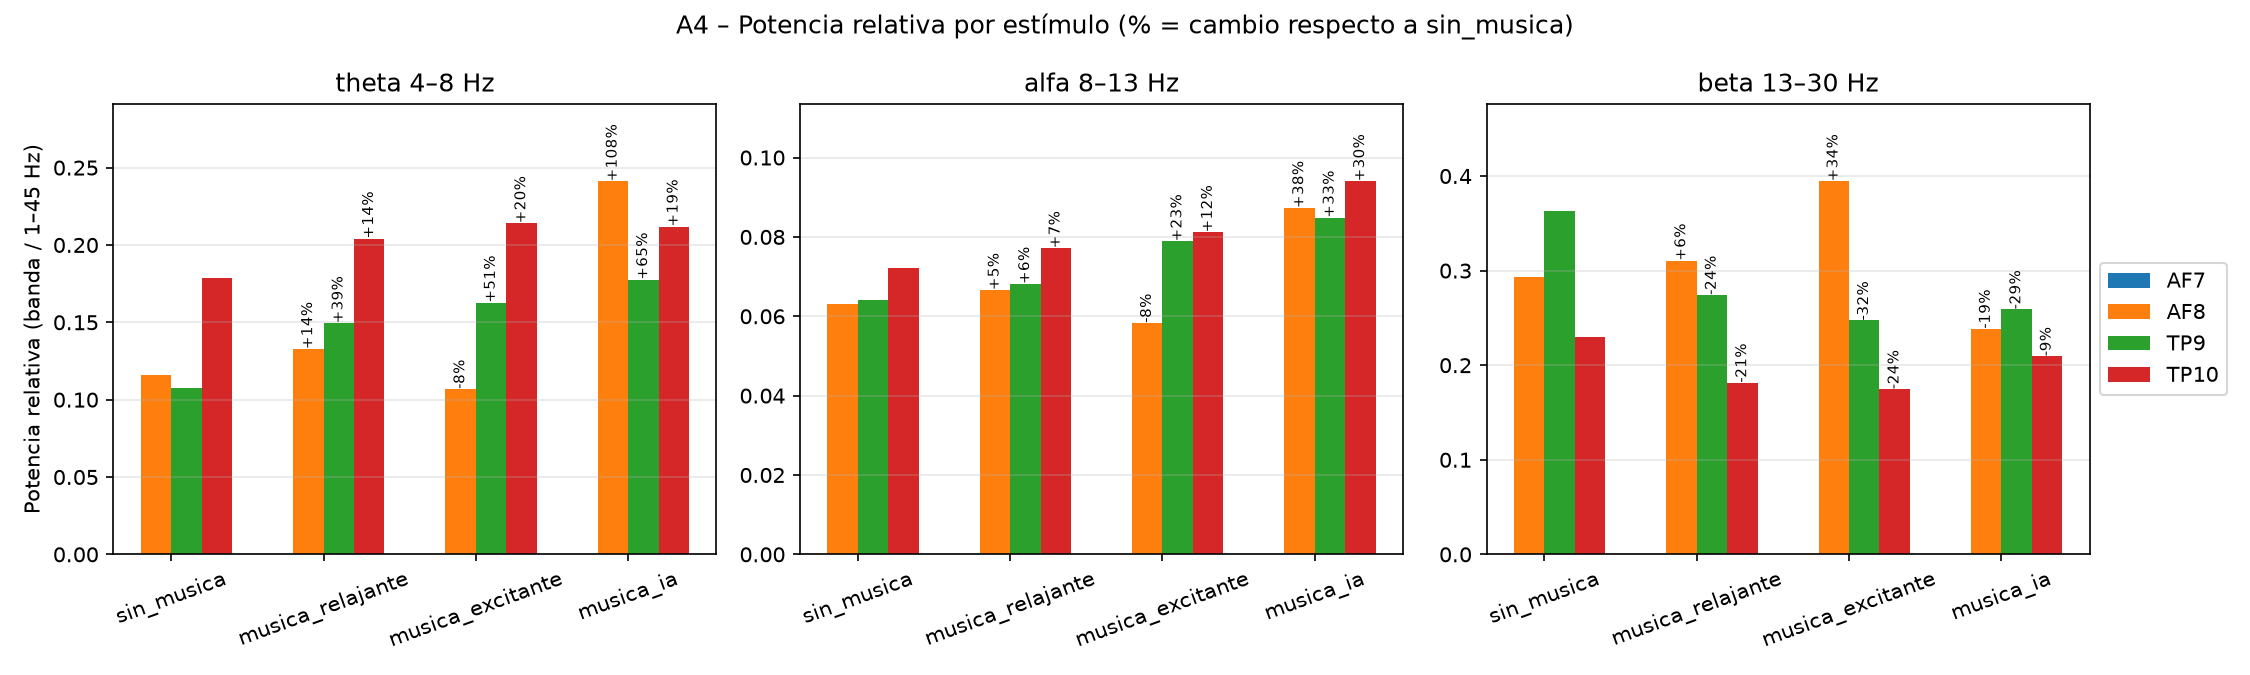 A4 – Potencia relativa por estímulo (% = cambio respecto a sin_musica)
theta 4–8 Hz
Potencia relativa (banda / 1–45 Hz)
0.25
0.20
0.15
0.10
0.05
0.00
+14%
+39%
+14%
-8%
+51%
+20%
+108%
+65%
+19%
sin_musica
musica_relajante
musica_excitante
musica_ia
alfa 8–13 Hz
0.10
0.08
0.06
0.04
0.02
0.00
+5%
+6%
+7%
-8%
+23%
+12%
+38%
+33%
+30%
sin_musica
musica_relajante
musica_excitante
musica_ia
beta 13–30 Hz
0.4
0.3
0.2
0.1
0.0
+6%
-24%
-21%
+34%
-32%
-24%
-19%
-29%
-9%
sin_musica
musica_relajante
musica_excitante
musica_ia
AF7
AF8
TP9
TP10